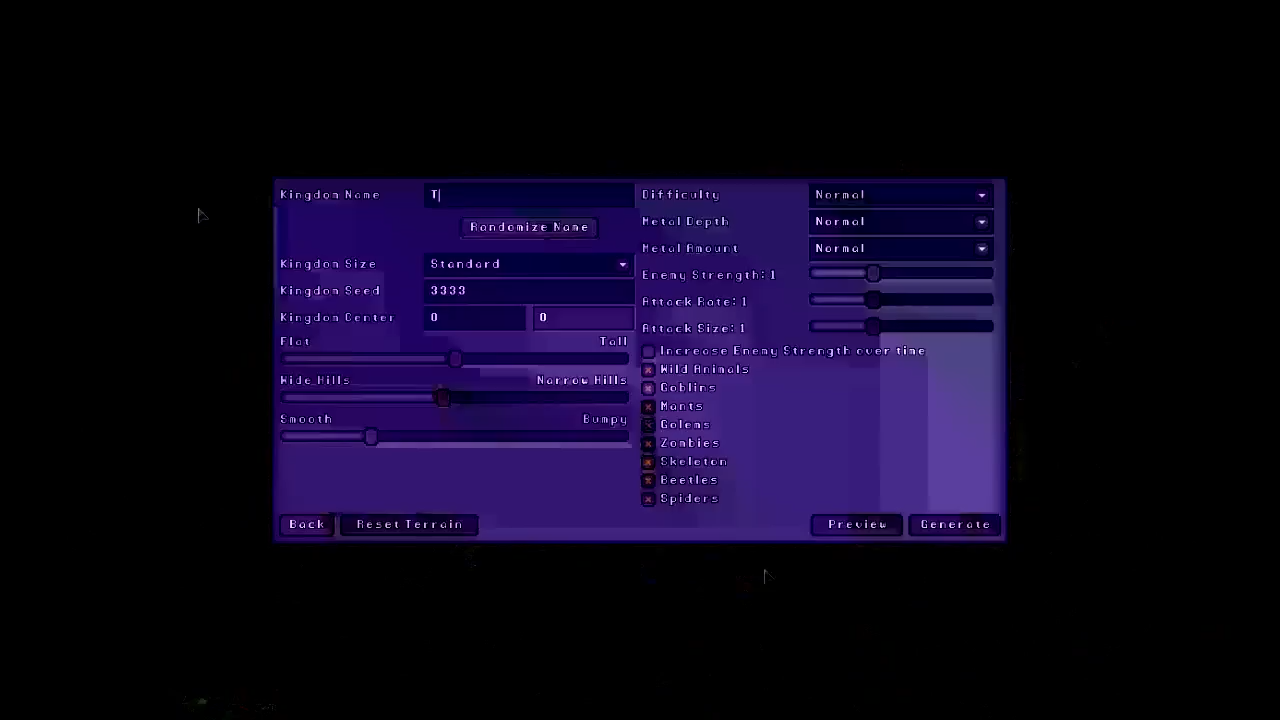 Kingdom Name T
Randomize Name
Kingdom Size Standard
Kingdom Seed 3333
Kingdom Center 0 0
Flat Tall
Wide Hills Narrow Hills
Smooth Bumpy
Difficulty Normal
Metal Depth Normal
Metal Amount Normal
Enemy Strength: 1
Attack Rate: 1
Attack Size: 1
Increase Enemy Strength over time
Wild Animals
Goblins
Mants
Golems
Zombies
Skeleton
Beetles
Spiders
Back Reset Terrain Preview Generate